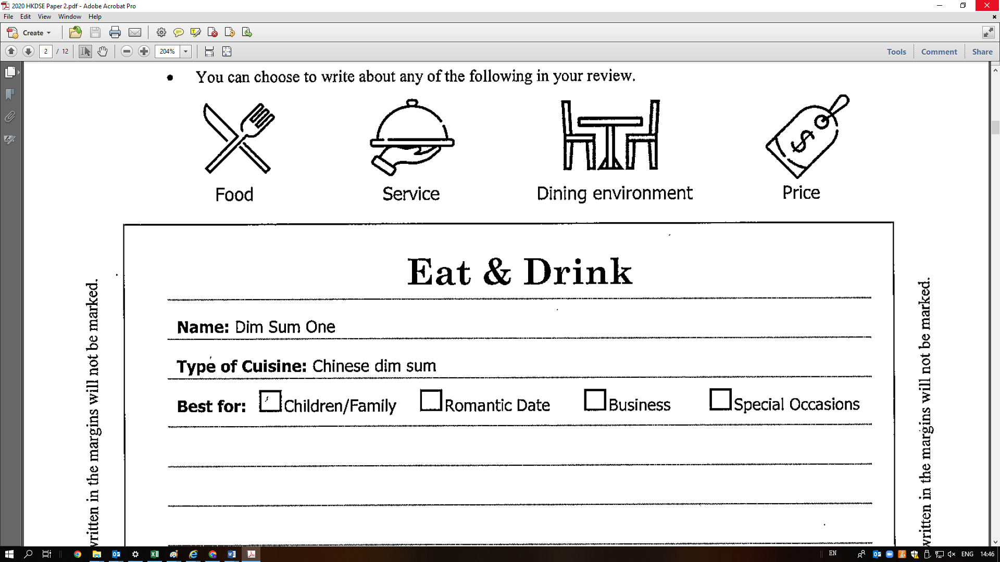 2020 HKDSE Paper 2.pdf - Adobe Acrobat Pro
File Edit View Window Help
Create
2 / 12 204% Tools Comment Share
• You can choose to write about any of the following in your review.
$
Food Service Dining environment Price
Eat & Drink
Name: Dim Sum One
Type of Cuisine: Chinese dim sum
Best for: Children/Family Romantic Date Business Special Occasions
written in the margins will not be marked.
written in the margins will not be marked.
EN ENG 14:46